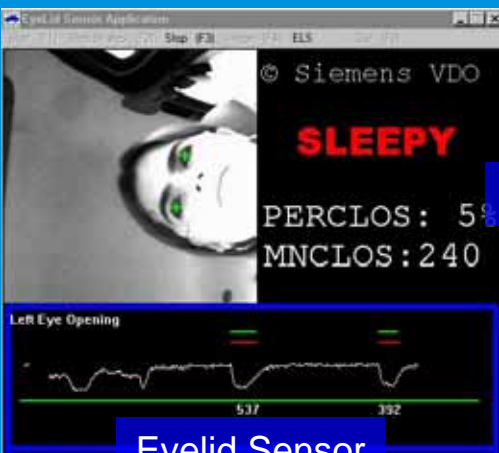 EyeLid Sensor Application
Stop (F3) ELS
© Siemens VDO
SLEEPY
PERCLOS: 5%
MNCLOS:240
Left Eye Opening
537 392
Eyelid Sensor